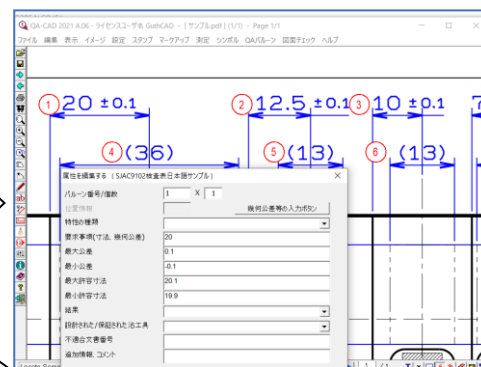 QA-CAD 2021 A.06 - ライセンスユーザ名 GuthCAD - [ サンプル.pdf ] (1/1) - Page 1/1
ファイル 編集 表示 イメージ 設定 スタンプ マークアップ 測定 シンボル QAバルーン 図面チェック ヘルプ
① 20 ±0.1 ② 12.5 ±0.1 ③ 10 ±0.1
④ (36) ⑤ (13) ⑥ (13)
属性を編集する (SJAC9102検査表日本語サンプル)
バルーン番号/個数 1 X 1
位置情報 幾何公差等の入力ボタン
特性の種類
要求事項(寸法, 幾何公差) 20
最大公差 0.1
最小公差 -0.1
最大許容寸法 20.1
最小許容寸法 19.9
結果
設計された/保証された治工具
不適合文書番号
追加情報, コメント
1 / 1